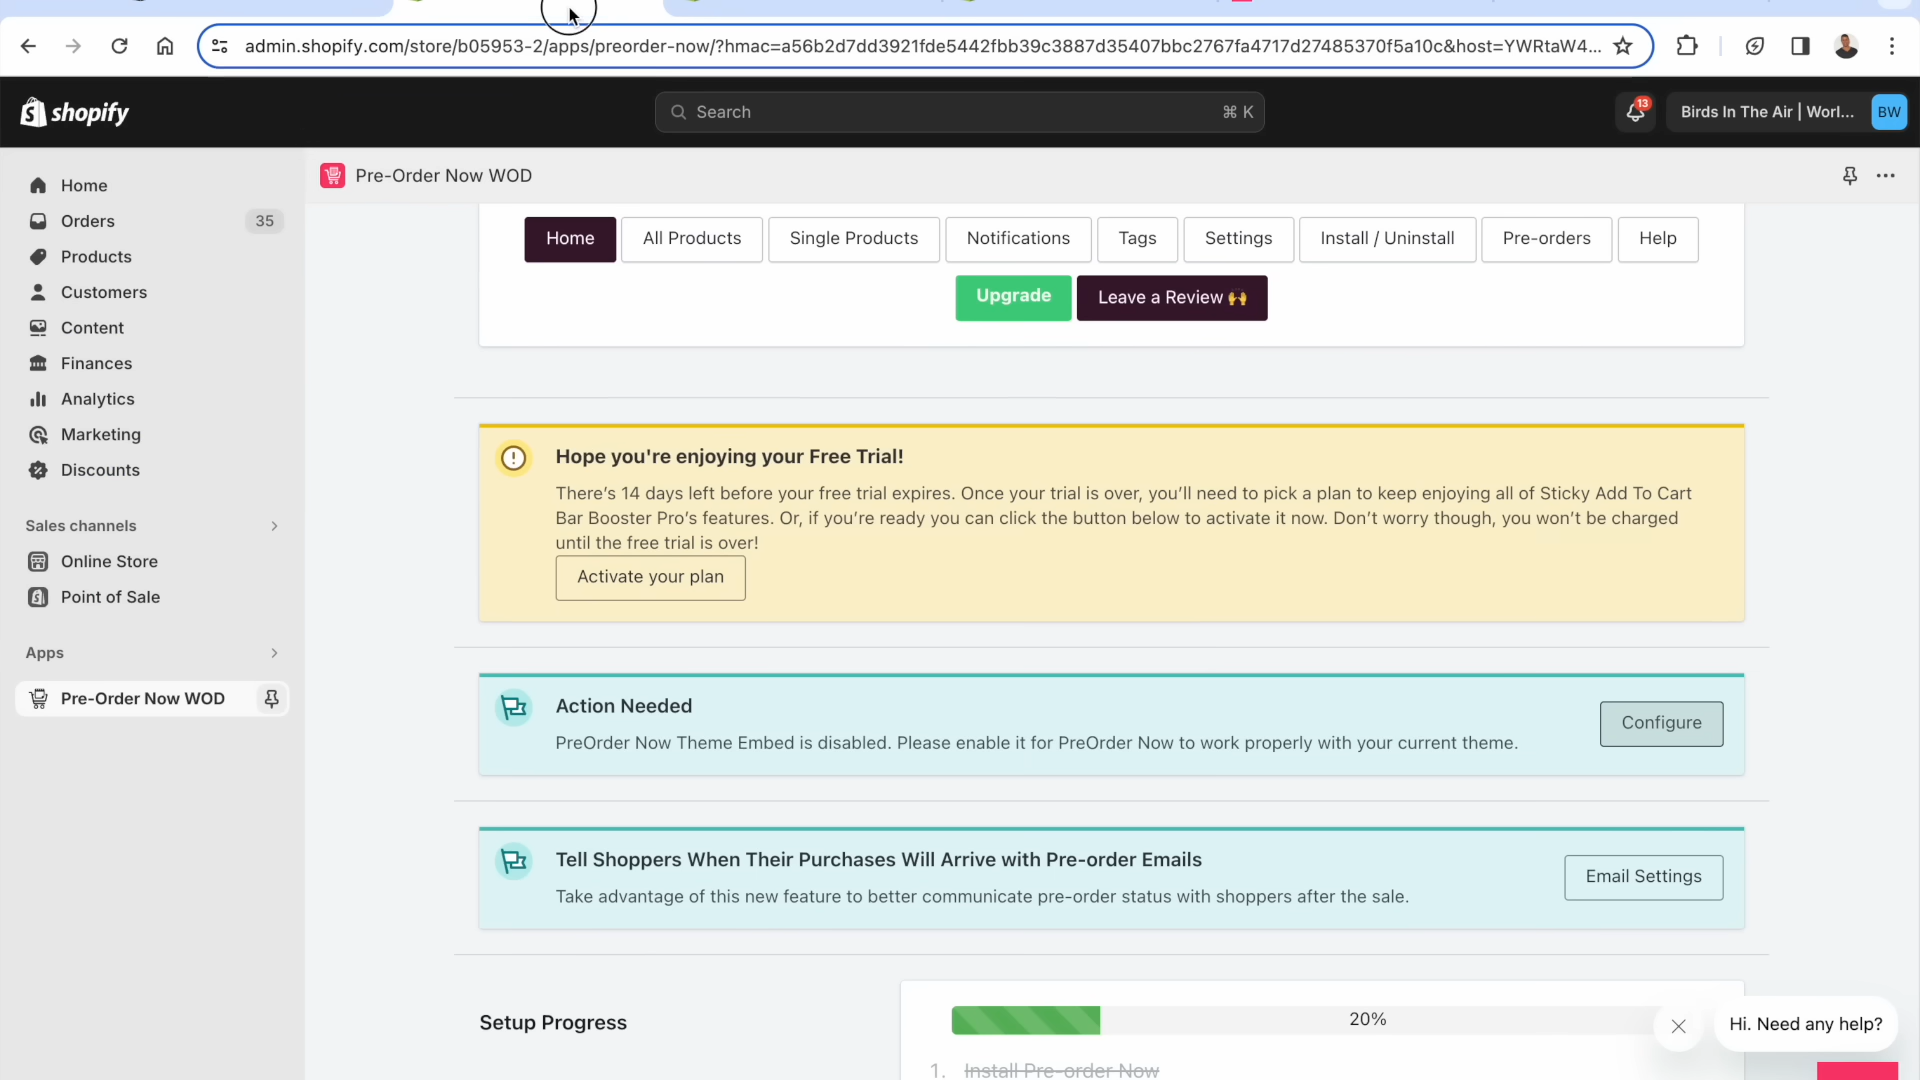 admin.shopify.com/store/b05953-2/apps/preorder-now/?hmac=a56b2d7dd3921fde5442fbb39c3887d35407bbc2767fa4717d27485370f5a10c&host=YWRtaW4...
shopify
Search
⌘ K
13
Birds In The Air | Worl...
BW
Home
Orders
35
Products
Customers
Content
Finances
Analytics
Marketing
Discounts
Sales channels
Online Store
Point of Sale
Apps
Pre-Order Now WOD
Pre-Order Now WOD
Home
All Products
Single Products
Notifications
Tags
Settings
Install / Uninstall
Pre-orders
Help
Upgrade
Leave a Review 🙌
Hope you're enjoying your Free Trial!
There's 14 days left before your free trial expires. Once your trial is over, you'll need to pick a plan to keep enjoying all of Sticky Add To Cart
Bar Booster Pro's features. Or, if you're ready you can click the button below to activate it now. Don't worry though, you won't be charged
until the free trial is over!
Activate your plan
Action Needed
PreOrder Now Theme Embed is disabled. Please enable it for PreOrder Now to work properly with your current theme.
Configure
Tell Shoppers When Their Purchases Will Arrive with Pre-order Emails
Take advantage of this new feature to better communicate pre-order status with shoppers after the sale.
Email Settings
Setup Progress
20%
1. Install Pre-order Now
Hi. Need any help?